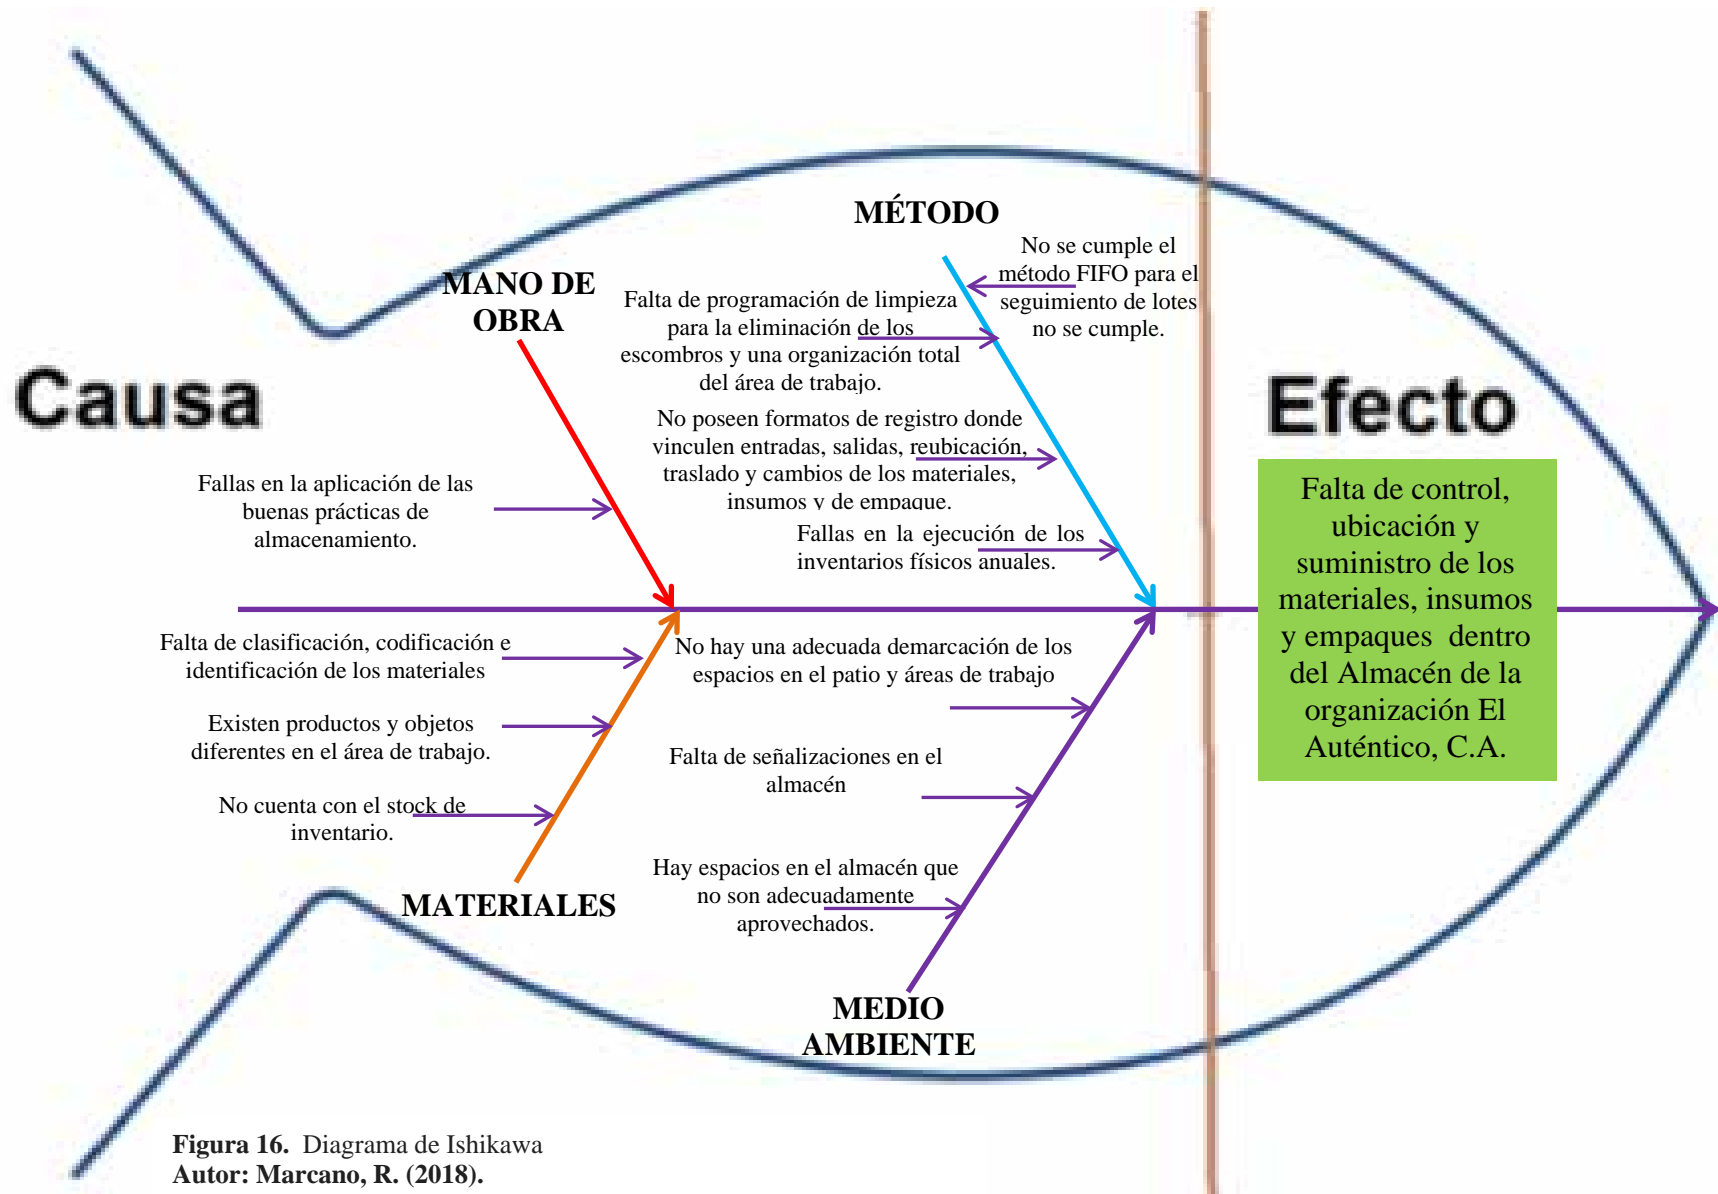 MÉTODO
No se cumple el
método FIFO para el
seguimiento de lotes
no se cumple.
MANO DE
OBRA
Falta de programación de limpieza
para la eliminación de los
escombros y una organización total
del área de trabajo.
Causa
Efecto
No poseen formatos de registro donde
vinculen entradas, salidas, reubicación,
traslado y cambios de los materiales,
insumos y de empaque.
Fallas en la aplicación de las
buenas prácticas de
almacenamiento.
Fallas en la ejecución de los
inventarios físicos anuales.
Falta de control,
ubicación y
suministro de los
materiales, insumos
y empaques dentro
del Almacén de la
organización El
Auténtico, C.A.
Falta de clasificación, codificación e
identificación de los materiales
No hay una adecuada demarcación de los
espacios en el patio y áreas de trabajo
Existen productos y objetos
diferentes en el área de trabajo.
Falta de señalizaciones en el
almacén
No cuenta con el stock de
inventario.
Hay espacios en el almacén que
no son adecuadamente
aprovechados.
MATERIALES
MEDIO
AMBIENTE
Figura 16. Diagrama de Ishikawa
Autor: Marcano, R. (2018).